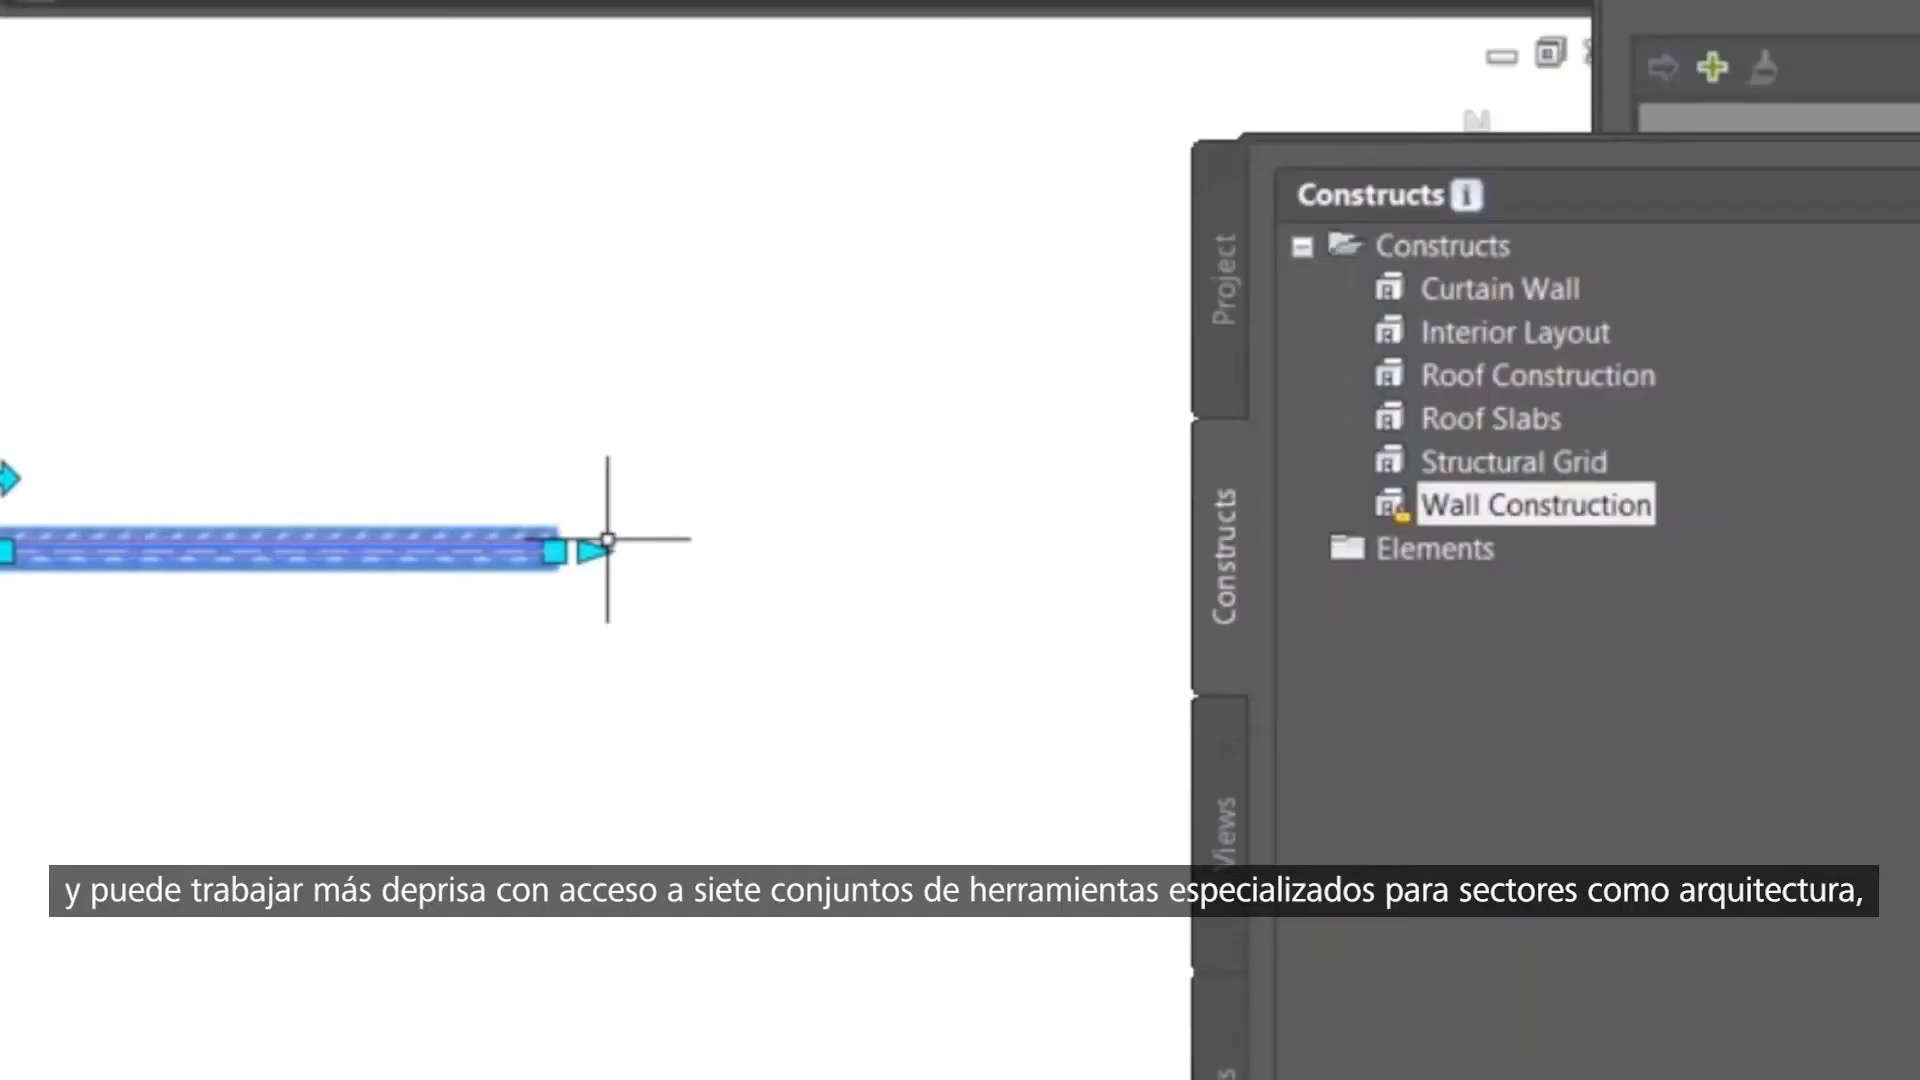 N
Project
Constructs
Views
Constructs
Constructs
Curtain Wall
Interior Layout
Roof Construction
Roof Slabs
Structural Grid
Wall Construction
Elements
y puede trabajar más deprisa con acceso a siete conjuntos de herramientas especializados para sectores como arquitectura,